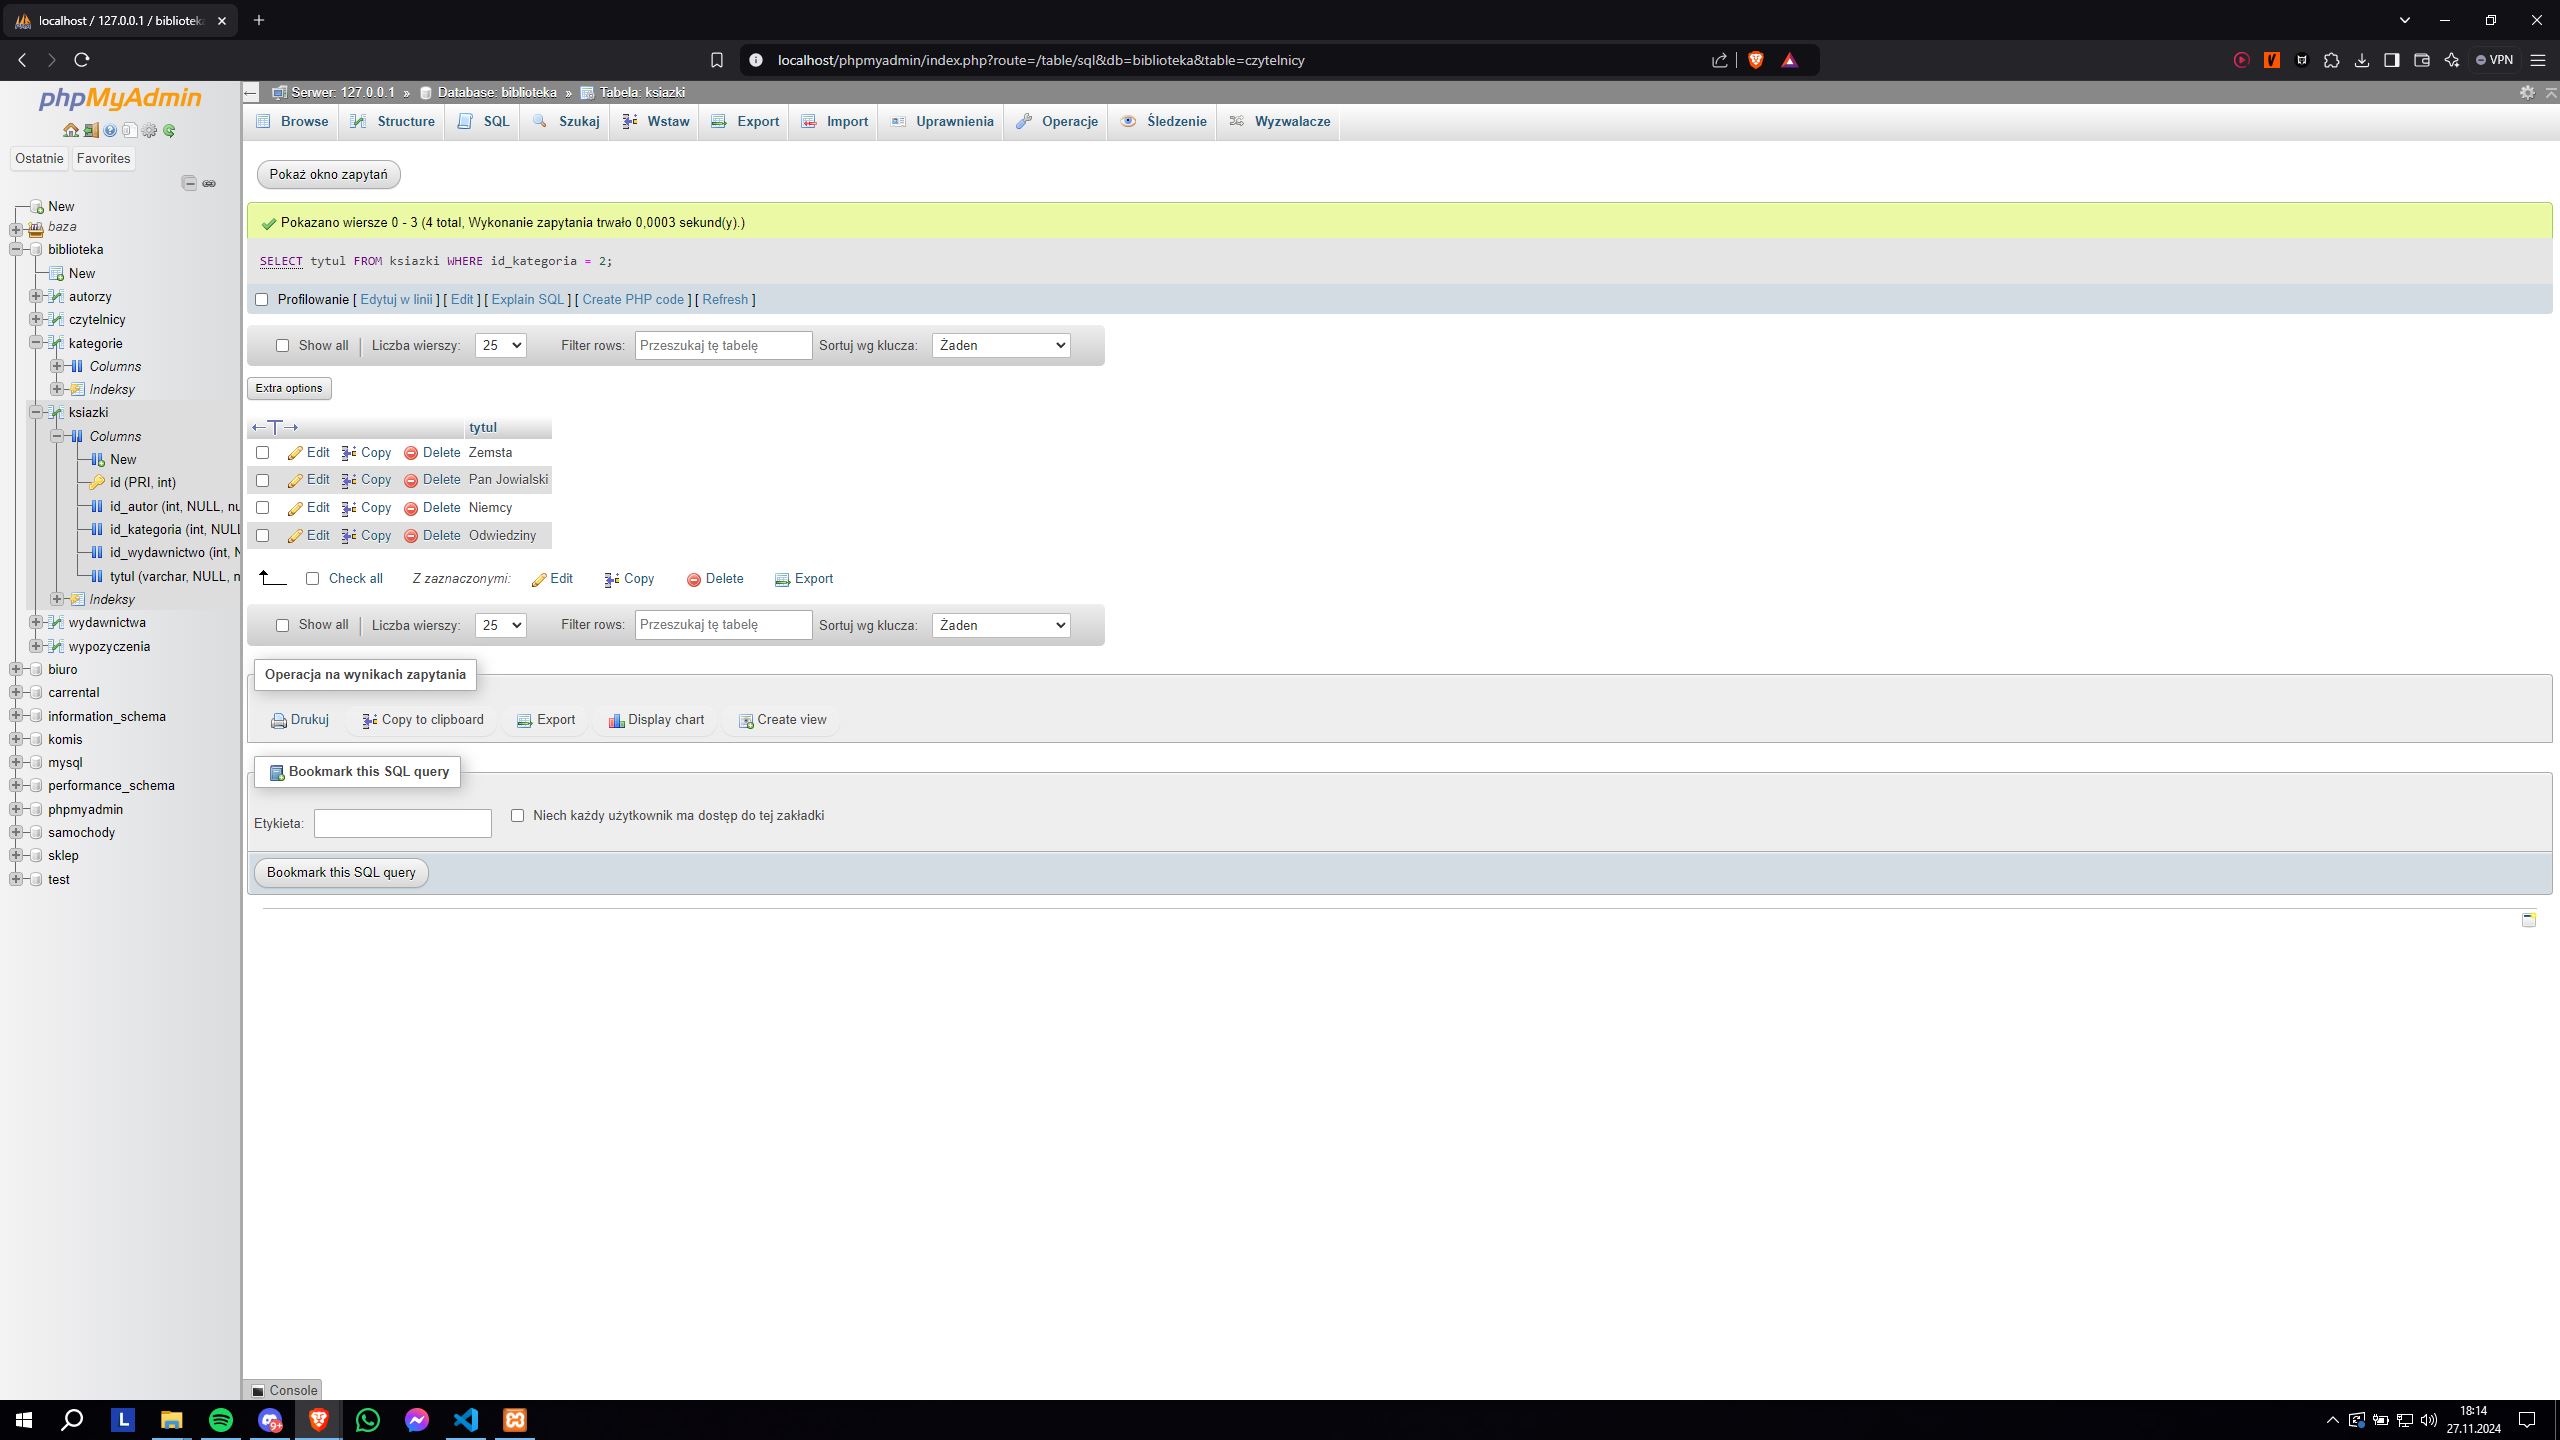 localhost / 127.0.0.1 / bibliotek
localhost/phpmyadmin/index.php?route=/table/sql&db=biblioteka&table=czytelnicy
VPN
phpMyAdmin
Ostatnie Favorites
New
baza
biblioteka
New
autorzy
czytelnicy
kategorie
Columns
Indeksy
ksiazki
Columns
New
id (PRI, int)
id_autor (int, NULL, nu
id_kategoria (int, NULL
id_wydawnictwo (int, N
tytul (varchar, NULL, n
Indeksy
wydawnictwa
wypozyczenia
biuro
carrental
information_schema
komis
mysql
performance_schema
phpmyadmin
samochody
sklep
test
Serwer: 127.0.0.1 » Database: biblioteka » Tabela: ksiazki
Browse Structure SQL Szukaj Wstaw Export Import Uprawnienia Operacje Śledzenie Wyzwalacze
Pokaż okno zapytań
Pokazano wiersze 0 - 3 (4 total, Wykonanie zapytania trwało 0,0003 sekund(y).)
SELECT tytul FROM ksiazki WHERE id_kategoria = 2;
Profilowanie [ Edytuj w linii ] [ Edit ] [ Explain SQL ] [ Create PHP code ] [ Refresh ]
Show all Liczba wierszy: 25 Filter rows: Przeszukaj tę tabelę Sortuj wg klucza: Żaden
Extra options
←T→ tytul
Edit Copy Delete Zemsta
Edit Copy Delete Pan Jowialski
Edit Copy Delete Niemcy
Edit Copy Delete Odwiedziny
Check all Z zaznaczonymi: Edit Copy Delete Export
Show all Liczba wierszy: 25 Filter rows: Przeszukaj tę tabelę Sortuj wg klucza: Żaden
Operacja na wynikach zapytania
Drukuj Copy to clipboard Export Display chart Create view
Bookmark this SQL query
Etykieta: Niech każdy użytkownik ma dostęp do tej zakładki
Bookmark this SQL query
Console
L
9+
18:14
27.11.2024